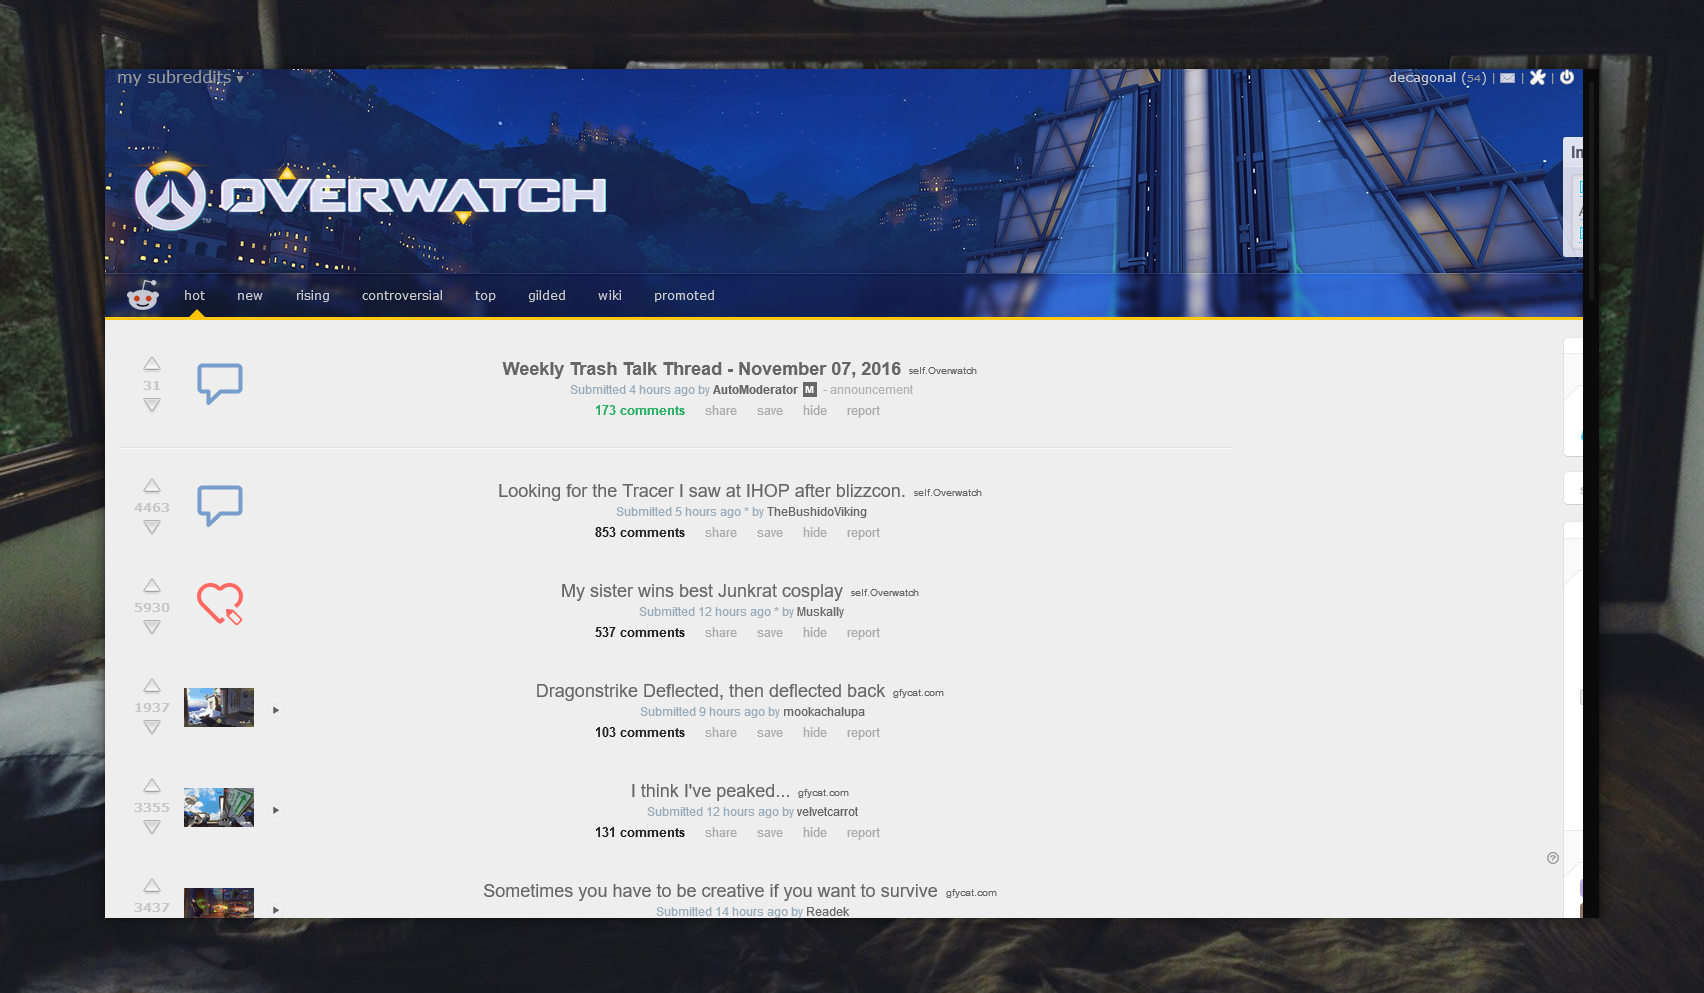 my subreddits ▾
decagonal (54) | | |
OVERWATCH ™
hot new rising controversial top gilded wiki promoted
31
Weekly Trash Talk Thread - November 07, 2016 self.Overwatch
Submitted 4 hours ago by AutoModerator M - announcement
173 comments share save hide report
4463
Looking for the Tracer I saw at IHOP after blizzcon. self.Overwatch
Submitted 5 hours ago * by TheBushidoViking
853 comments share save hide report
5930
My sister wins best Junkrat cosplay self.Overwatch
Submitted 12 hours ago * by Muskally
537 comments share save hide report
1937
Dragonstrike Deflected, then deflected back gfycat.com
Submitted 9 hours ago by mookachalupa
103 comments share save hide report
3355
I think I've peaked... gfycat.com
Submitted 12 hours ago by velvetcarrot
131 comments share save hide report
3437
Sometimes you have to be creative if you want to survive gfycat.com
Submitted 14 hours ago by Readek